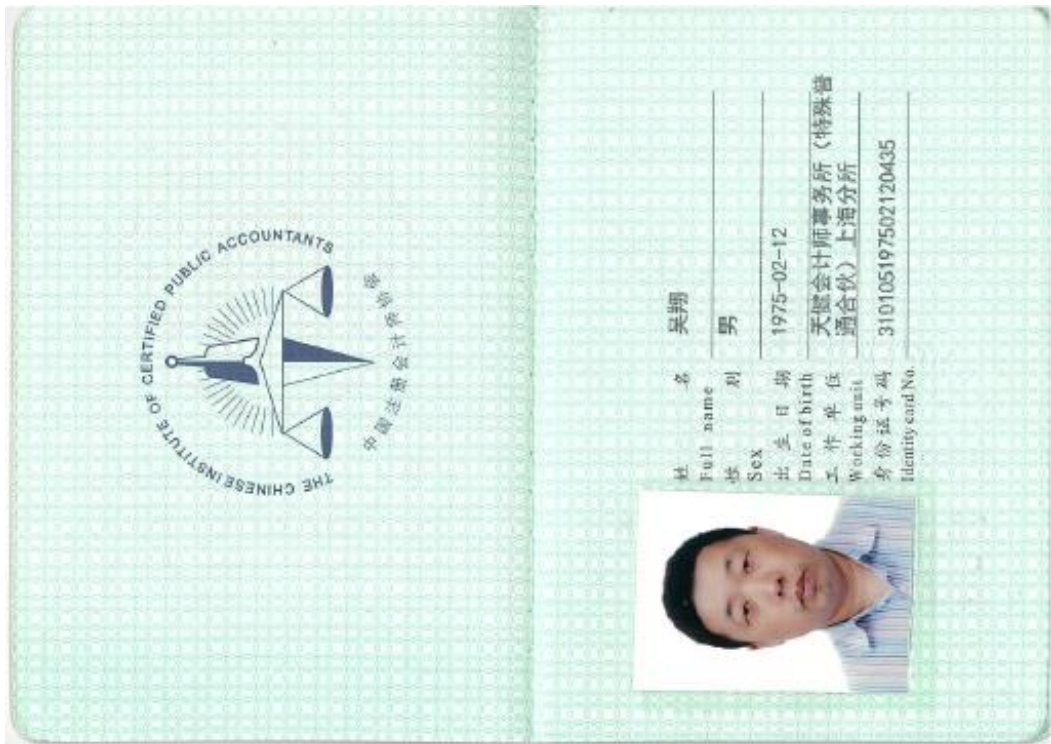 THE CHINESE INSTITUTE OF CERTIFIED PUBLIC ACCOUNTANTS
中国注册会计师协会
姓 名 吴翔
Full name
性 别 男
Sex
出 生 日 期 1975-02-12
Date of birth
工 作 单 位 天健会计师事务所（特殊普
通合伙）上海分所
Working unit
身份证号码 310105197502120435
Identity card No.